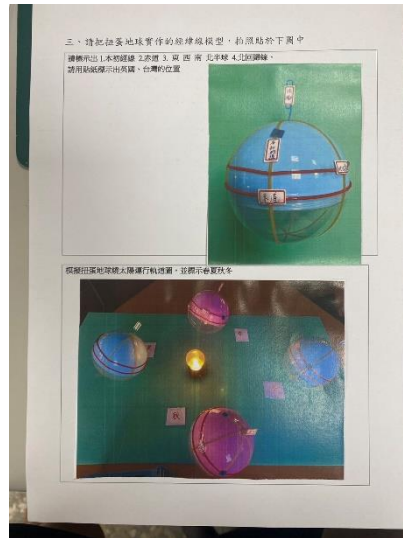 三、請把扭蛋地球實作的經緯線模型，拍照貼於下圖中
請標示出 1.本初經線 2.赤道 3. 東 西 南 北半球 4.北回歸線，
請用貼紙標示出英國、台灣的位置
赤道
模擬扭蛋地球繞太陽運行軌道圖，並標示春夏秋冬
秋